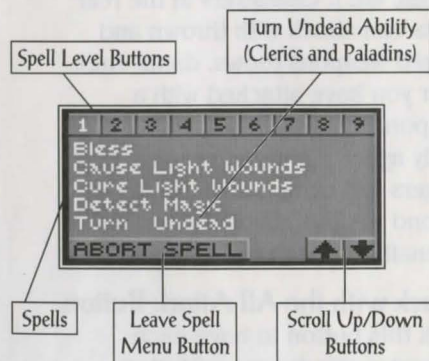 Turn Undead Ability
(Clerics and Paladins)
Spell Level Buttons
1 2 3 4 5 6 7 8 9
Bless
Cause Light Wounds
Cure Light Wounds
Detect Magic
Turn Undead
ABORT SPELL
Spells
Leave Spell
Menu Button
Scroll Up/Down
Buttons